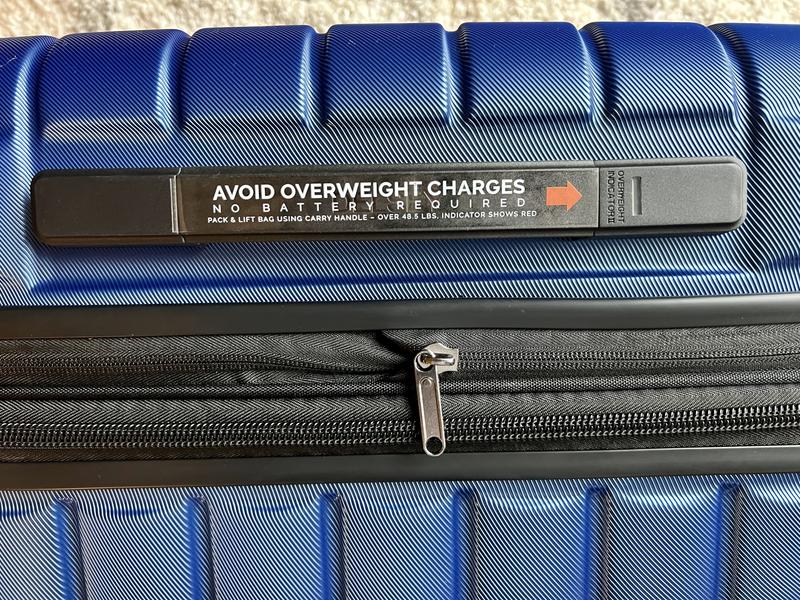 AVOID OVERWEIGHT CHARGES
NO BATTERY REQUIRED
PACK & LIFT BAG USING CARRY HANDLE – OVER 48.5 LBS. INDICATOR SHOWS RED
OVERWEIGHT
INDICATOR II